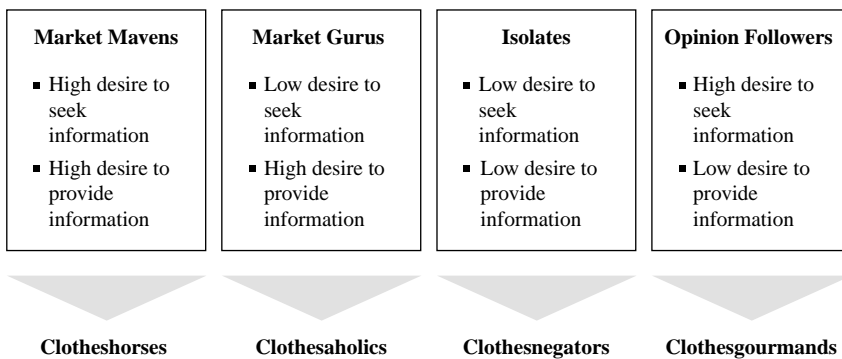 Market Mavens
▪ High desire to
seek
information
▪ High desire to
provide
information
Market Gurus
▪ Low desire to
seek
information
▪ High desire to
provide
information
Isolates
▪ Low desire to
seek
information
▪ Low desire to
provide
information
Opinion Followers
▪ High desire to
seek
information
▪ Low desire to
provide
information
Clotheshorses
Clothesaholics
Clothesnegators
Clothesgourmands